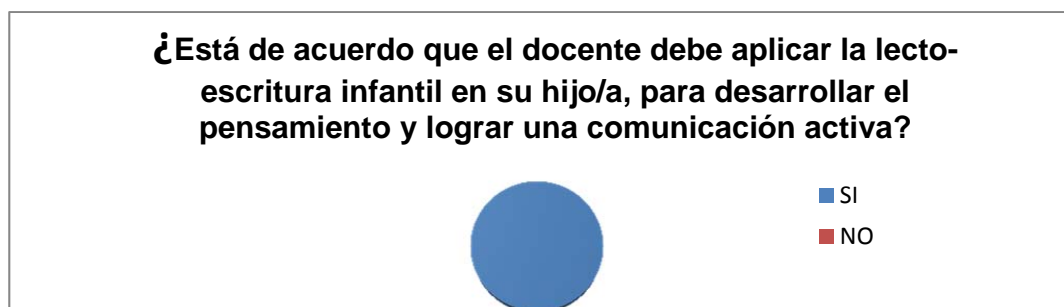 ¿Está de acuerdo que el docente debe aplicar la lecto-
escritura infantil en su hijo/a, para desarrollar el
pensamiento y lograr una comunicación activa?
SI
NO